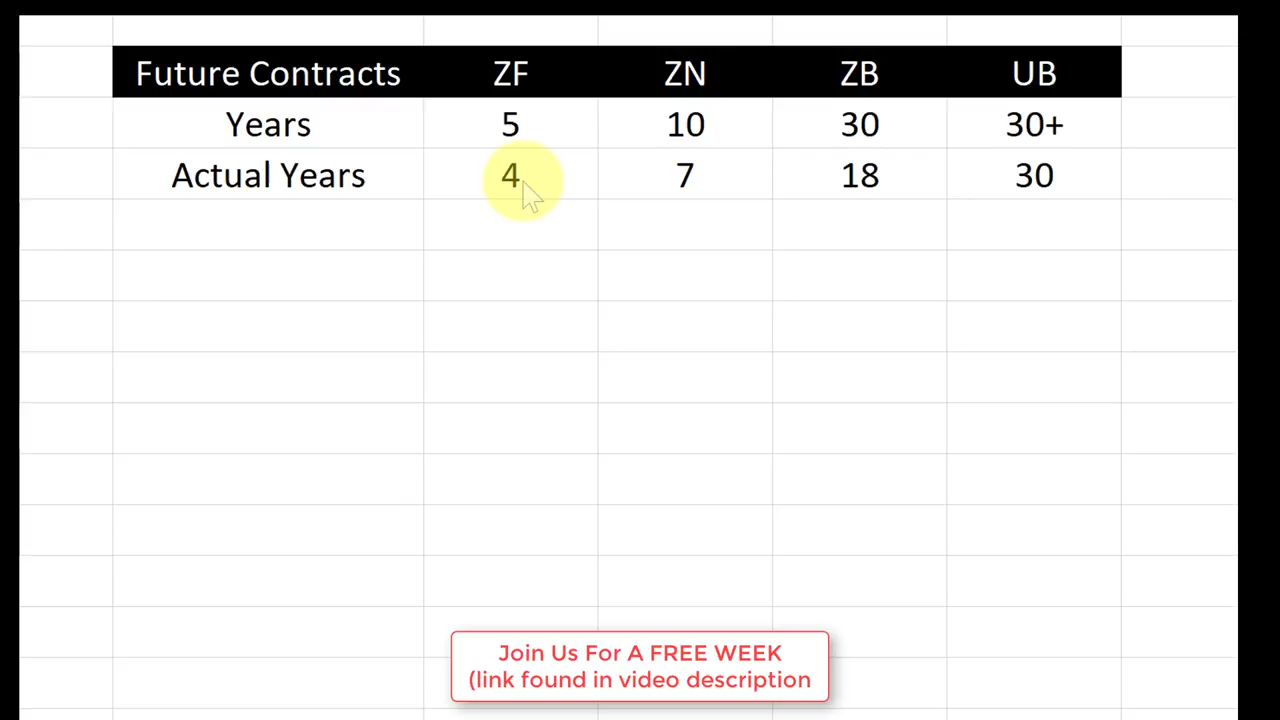 Future Contracts ZF ZN ZB UB
Years 5 10 30 30+
Actual Years 4 7 18 30
Join Us For A FREE WEEK
(link found in video description